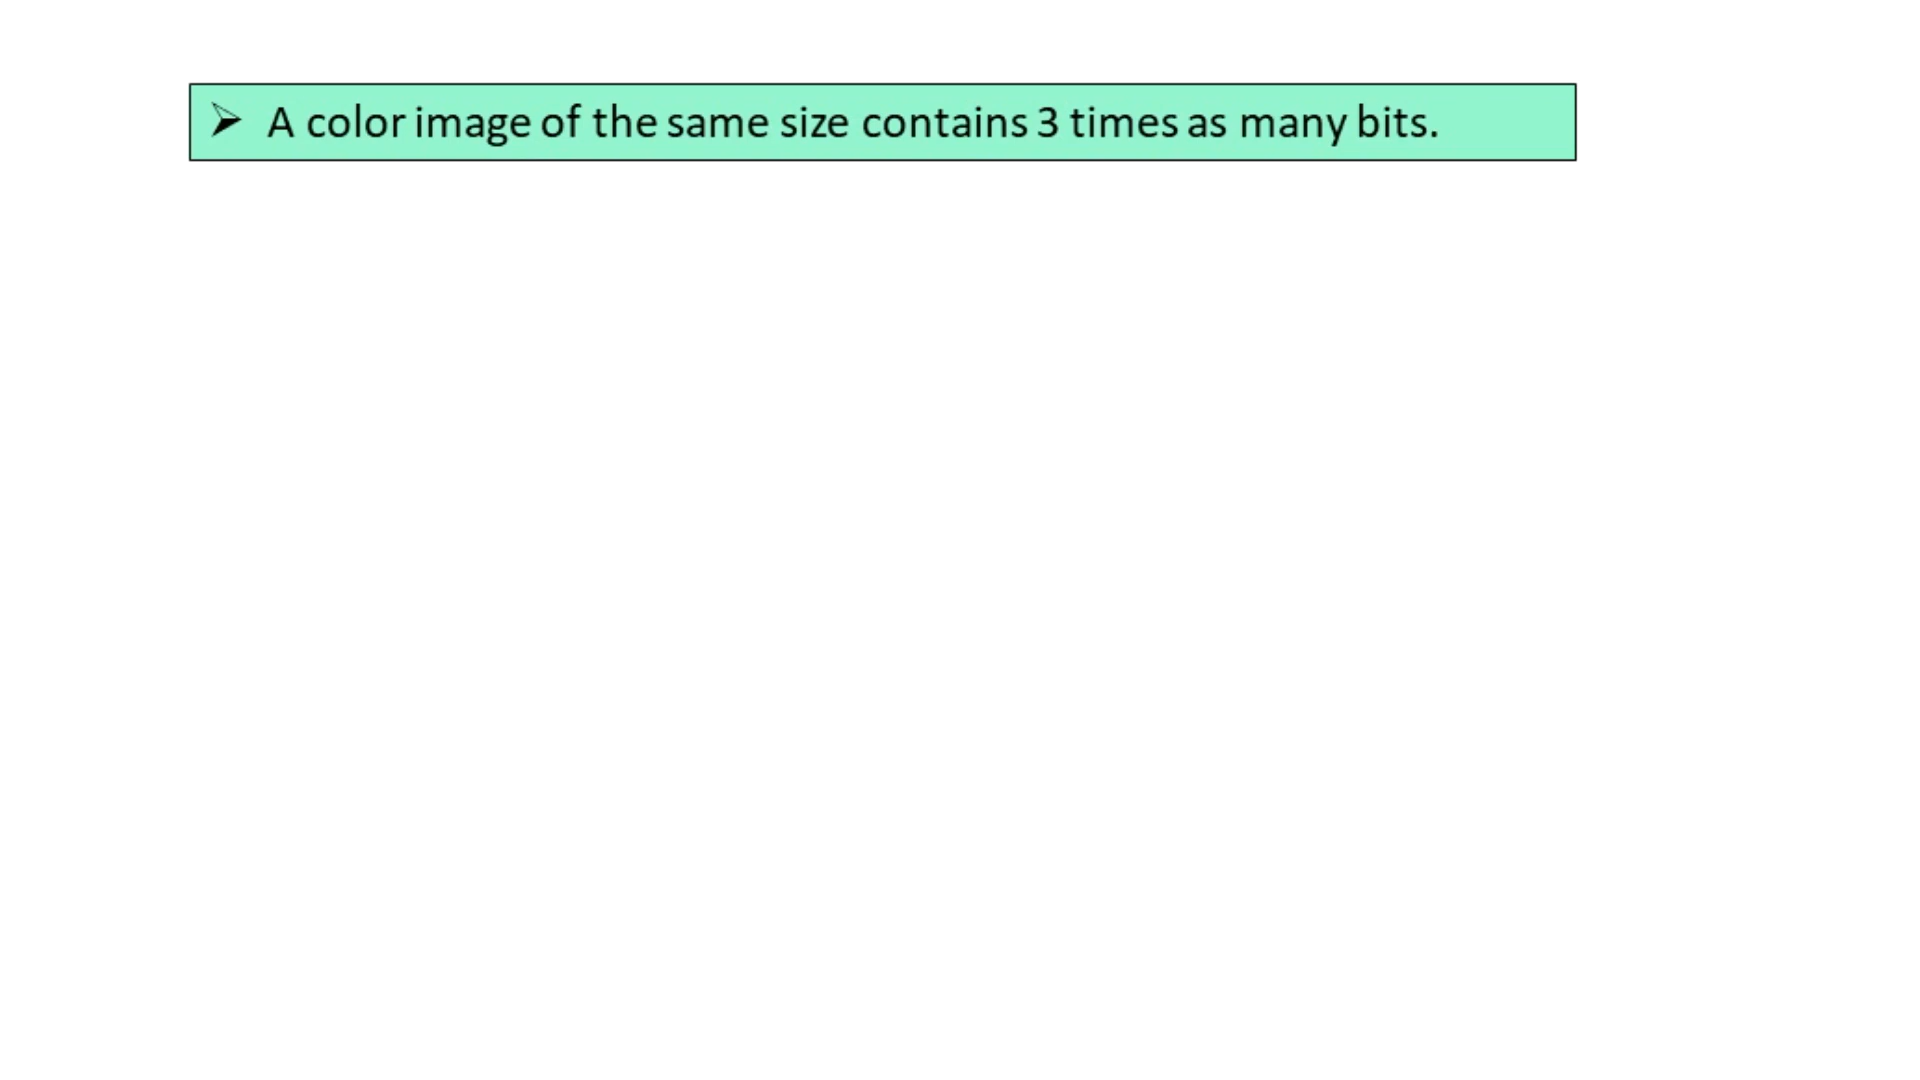 ➢ A color image of the same size contains 3 times as many bits.